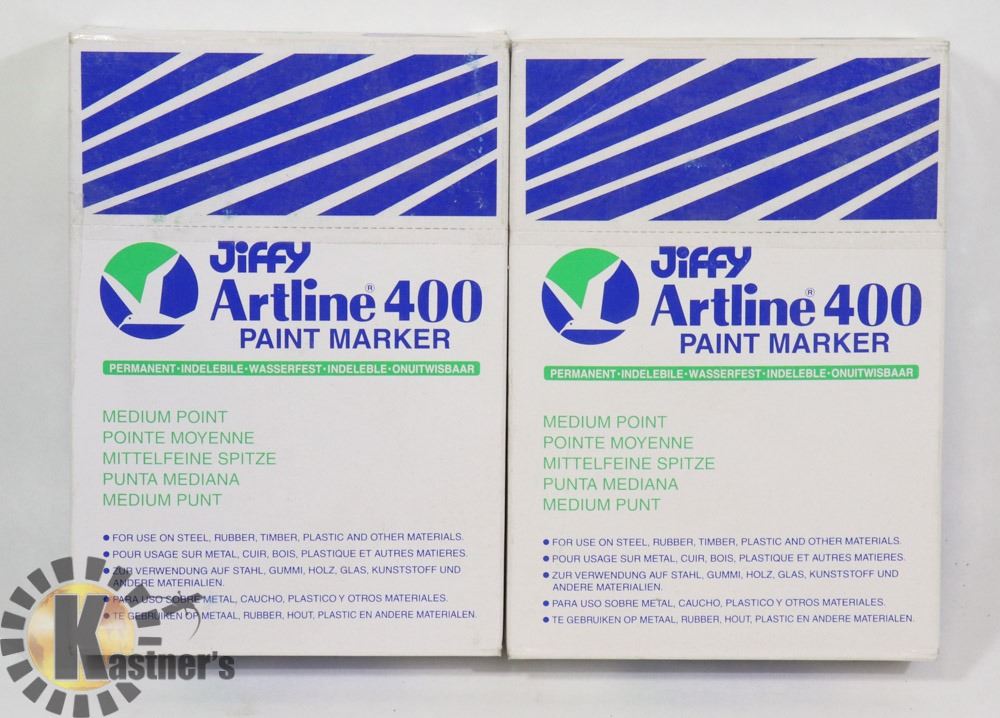 Jiffy
Artline® 400
PAINT MARKER
PERMANENT·INDELEBILE·WASSERFEST·INDELEBLE·ONUITWISBAAR
MEDIUM POINT
POINTE MOYENNE
MITTELFEINE SPITZE
PUNTA MEDIANA
MEDIUM PUNT
● FOR USE ON STEEL, RUBBER, TIMBER, PLASTIC AND OTHER MATERIALS.
● POUR USAGE SUR METAL, CUIR, BOIS, PLASTIQUE ET AUTRES MATIERES.
● ZUR VERWENDUNG AUF STAHL, GUMMI, HOLZ, GLAS, KUNSTSTOFF UND
ANDERE MATERIALIEN.
● PARA USO SOBRE METAL, CAUCHO, PLASTICO Y OTROS MATERIALES.
● TE GEBRUIKEN OP METAAL, RUBBER, HOUT, PLASTIC EN ANDERE MATERIALEN.
Jiffy
Artline® 400
PAINT MARKER
PERMANENT·INDELEBILE·WASSERFEST·INDELEBLE·ONUITWISBAAR
MEDIUM POINT
POINTE MOYENNE
MITTELFEINE SPITZE
PUNTA MEDIANA
MEDIUM PUNT
● FOR USE ON STEEL, RUBBER, TIMBER, PLASTIC AND OTHER MATERIALS.
● POUR USAGE SUR METAL, CUIR, BOIS, PLASTIQUE ET AUTRES MATIERES.
● ZUR VERWENDUNG AUF STAHL, GUMMI, HOLZ, GLAS, KUNSTSTOFF UND
ANDERE MATERIALIEN.
● PARA USO SOBRE METAL, CAUCHO, PLASTICO Y OTROS MATERIALES.
● TE GEBRUIKEN OP METAAL, RUBBER, HOUT, PLASTIC EN ANDERE MATERIALEN.
Kastner's